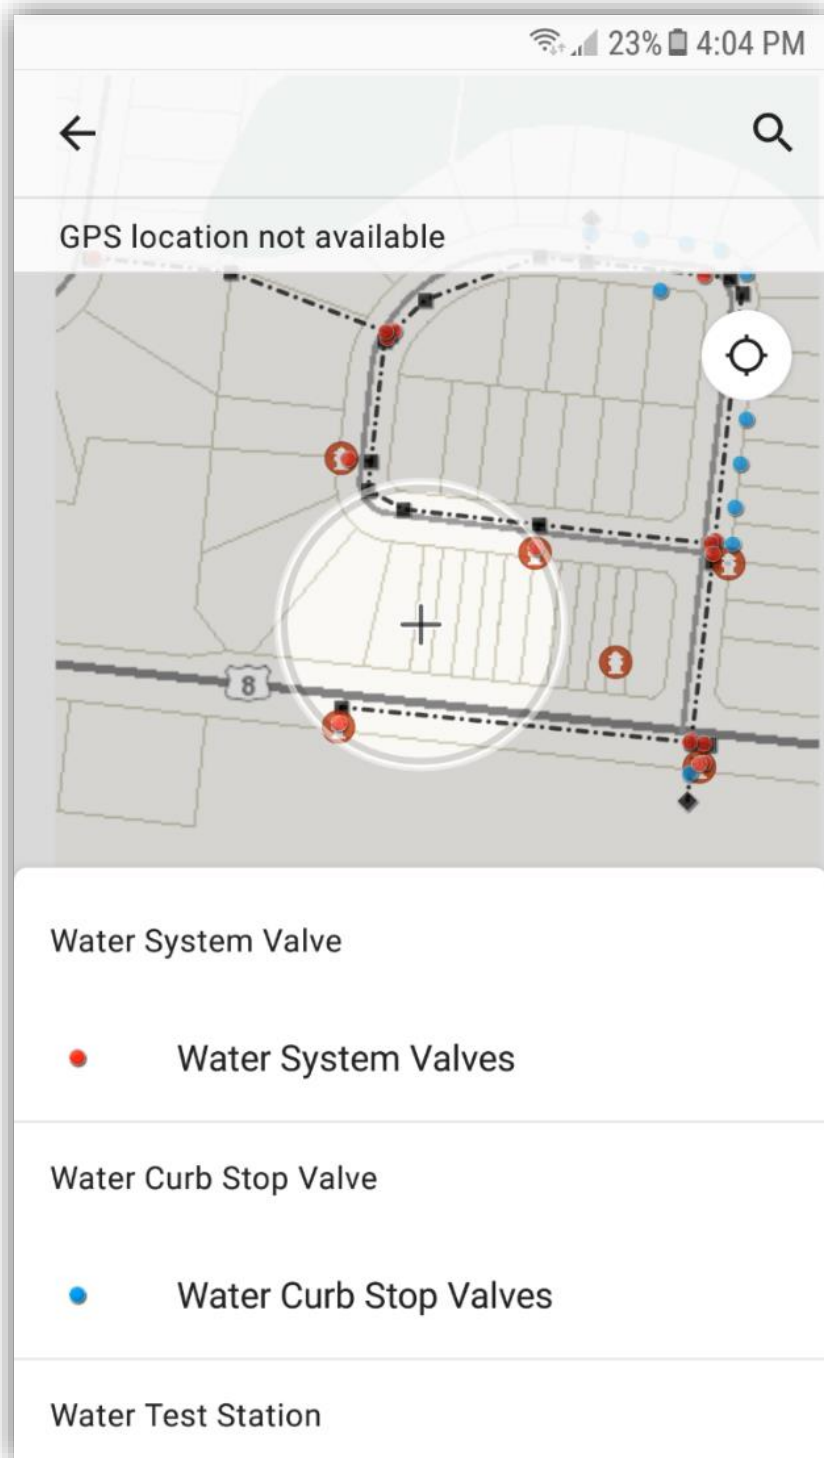 23% 4:04 PM
GPS location not available
8
Water System Valve
Water System Valves
Water Curb Stop Valve
Water Curb Stop Valves
Water Test Station